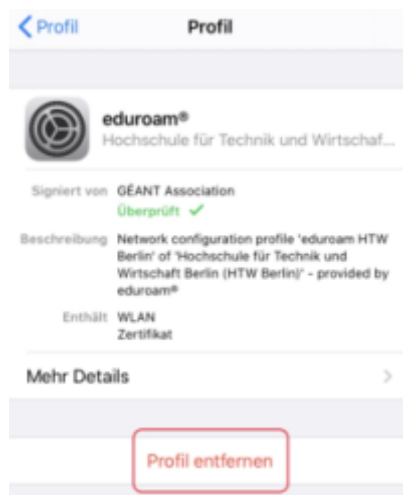 Profil Profil
eduroam®
Hochschule für Technik und Wirtschaf...
Signiert von GÉANT Association
Überprüft ✓
Beschreibung Network configuration profile 'eduroam HTW
Berlin' of 'Hochschule für Technik und
Wirtschaft Berlin (HTW Berlin)' - provided by
eduroam®
Enthält WLAN
Zertifikat
Mehr Details
Profil entfernen